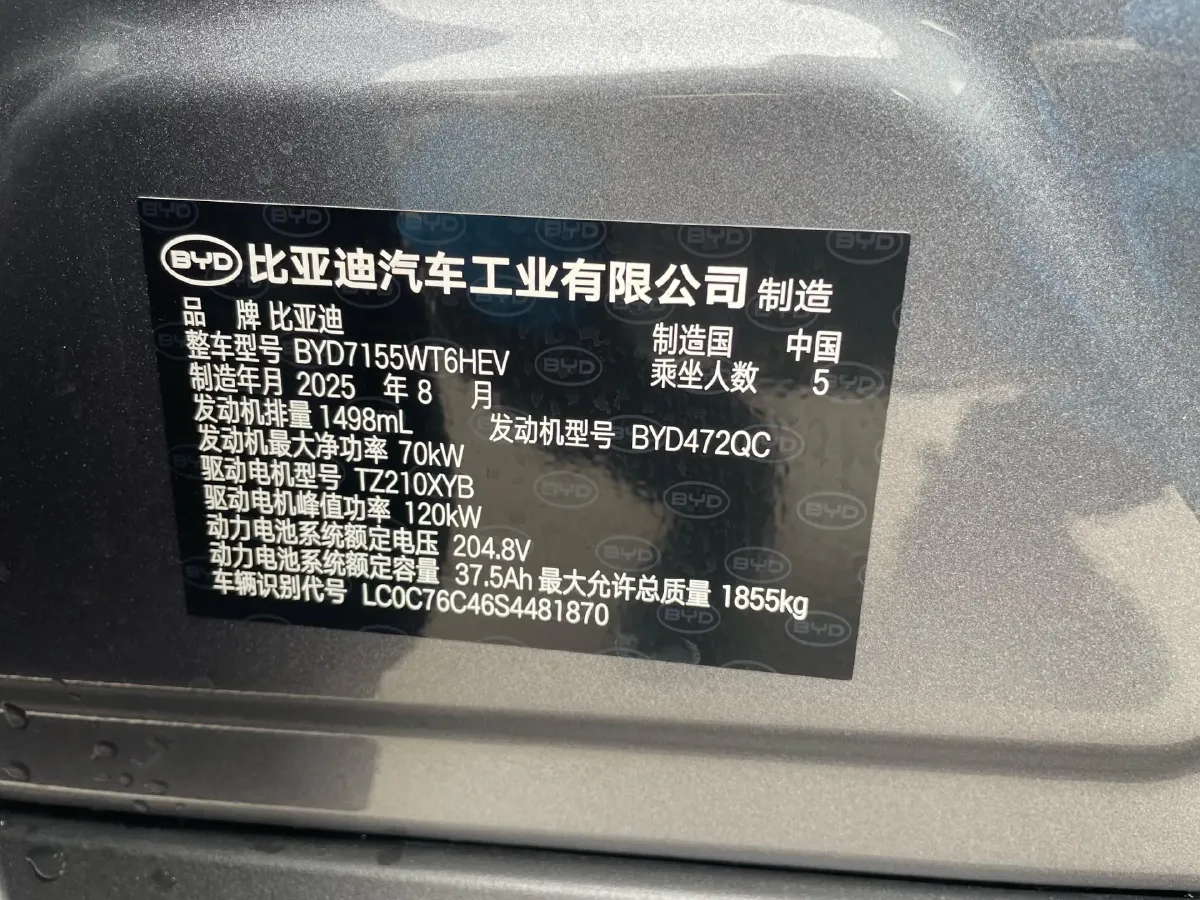 BYD 比亚迪汽车工业有限公司 制造
品 牌 比亚迪 制造国 中国
整车型号 BYD7155WT6HEV 乘坐人数 5
制造年月 2025 年 8 月
发动机排量 1498mL 发动机型号 BYD472QC
发动机最大净功率 70kW
驱动电机型号 TZ210XYB
驱动电机峰值功率 120kW
动力电池系统额定电压 204.8V
动力电池系统额定容量 37.5Ah 最大允许总质量 1855kg
车辆识别代号 LC0C76C46S4481870